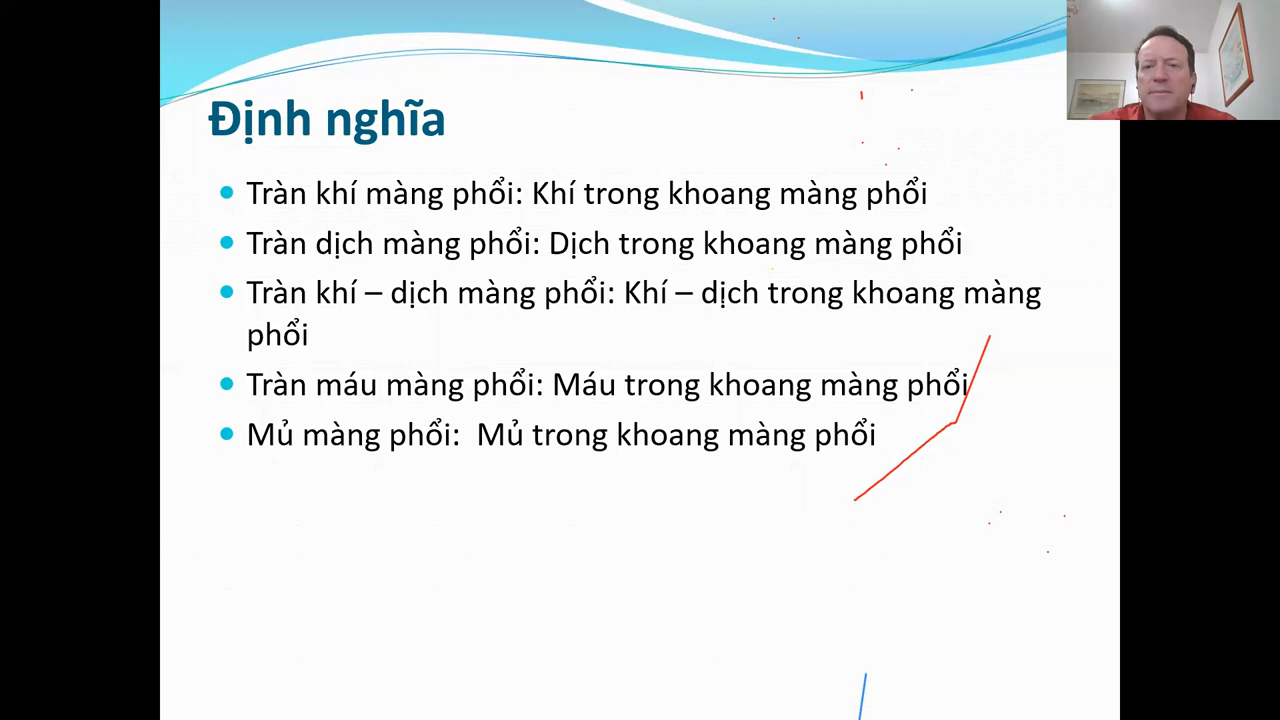 Định nghĩa
Tràn khí màng phổi: Khí trong khoang màng phổi
Tràn dịch màng phổi: Dịch trong khoang màng phổi
Tràn khí – dịch màng phổi: Khí – dịch trong khoang màng
phổi
Tràn máu màng phổi: Máu trong khoang màng phổi
Mủ màng phổi:  Mủ trong khoang màng phổi